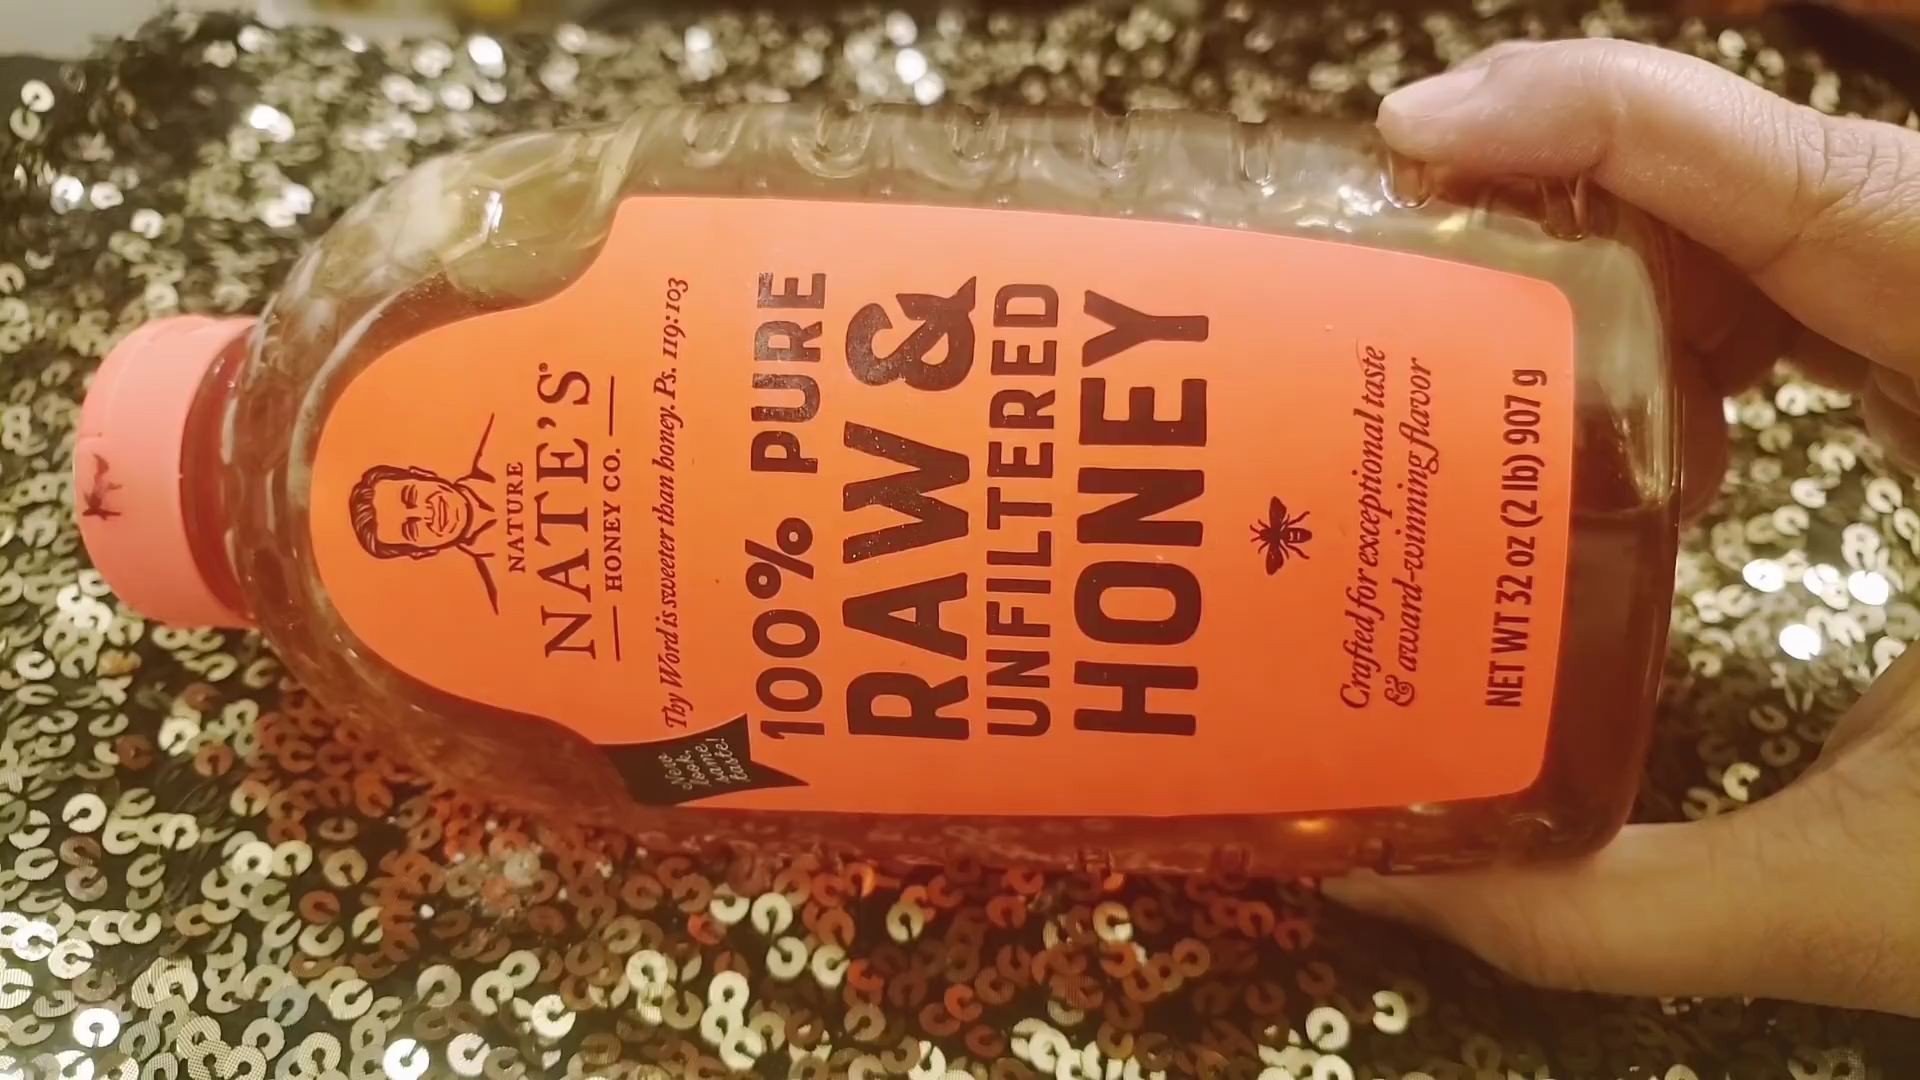 NATURE
NATE'S®
HONEY CO.
Thy Word is sweeter than honey. Ps. 119:103
New
look,
same
taste!
100% PURE
RAW &
UNFILTERED
HONEY
Crafted for exceptional taste
& award-winning flavor
NET WT 32 oz (2 lb) 907 g